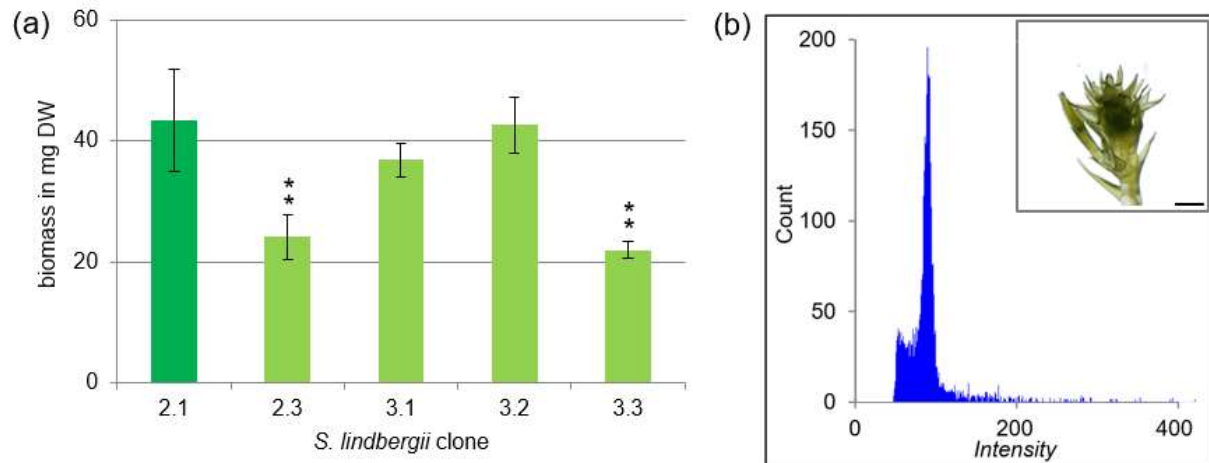 (a)
biomass in mg DW
60
40
20
0
**
**
2.1 2.3 3.1 3.2 3.3
S. lindbergii clone
(b)
Count
200
150
100
50
0
0 200 400
Intensity